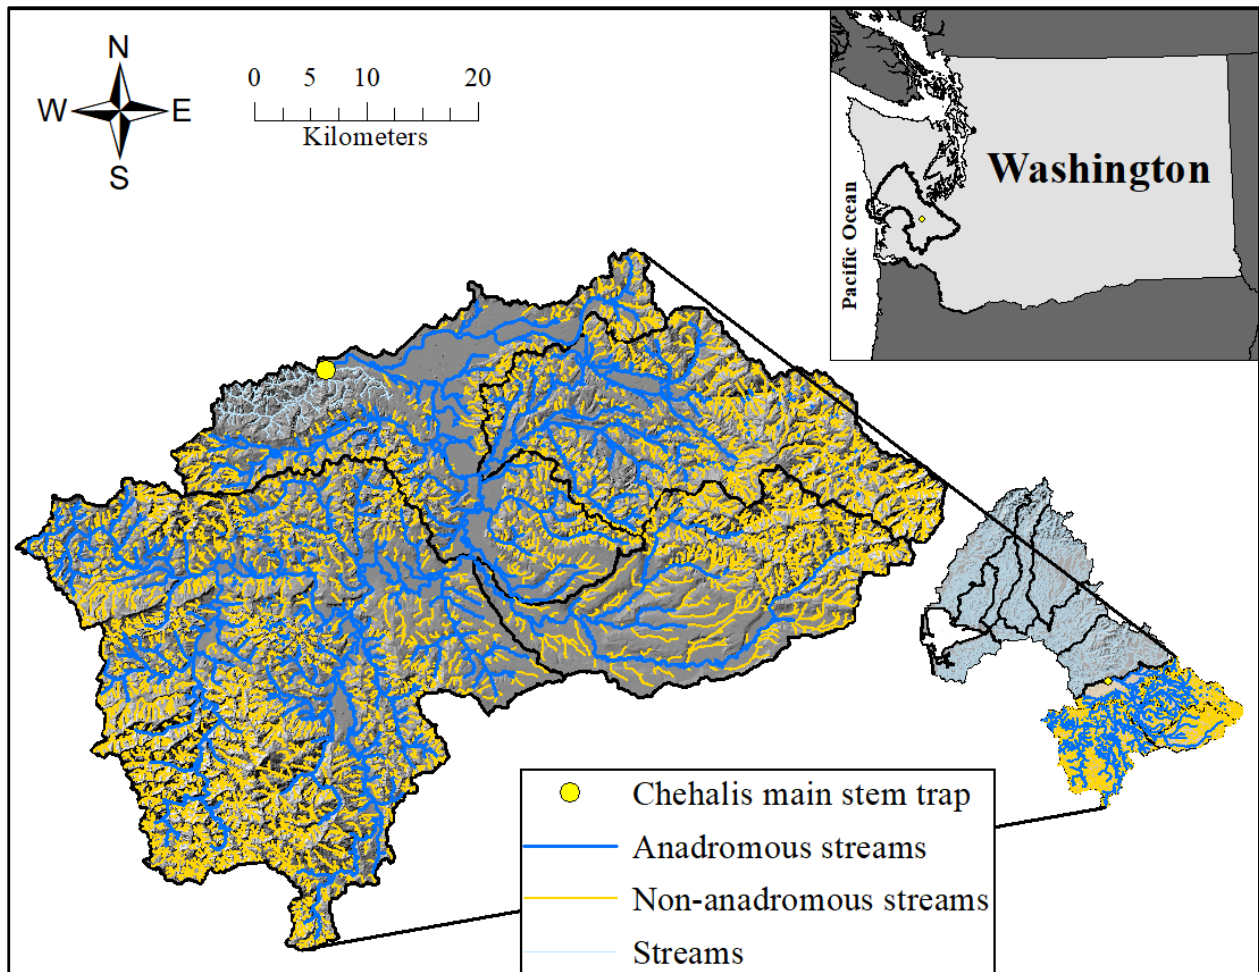 N
W E
S
0 5 10 20
Kilometers
Washington
Pacific Ocean
Chehalis main stem trap
Anadromous streams
Non-anadromous streams
Streams